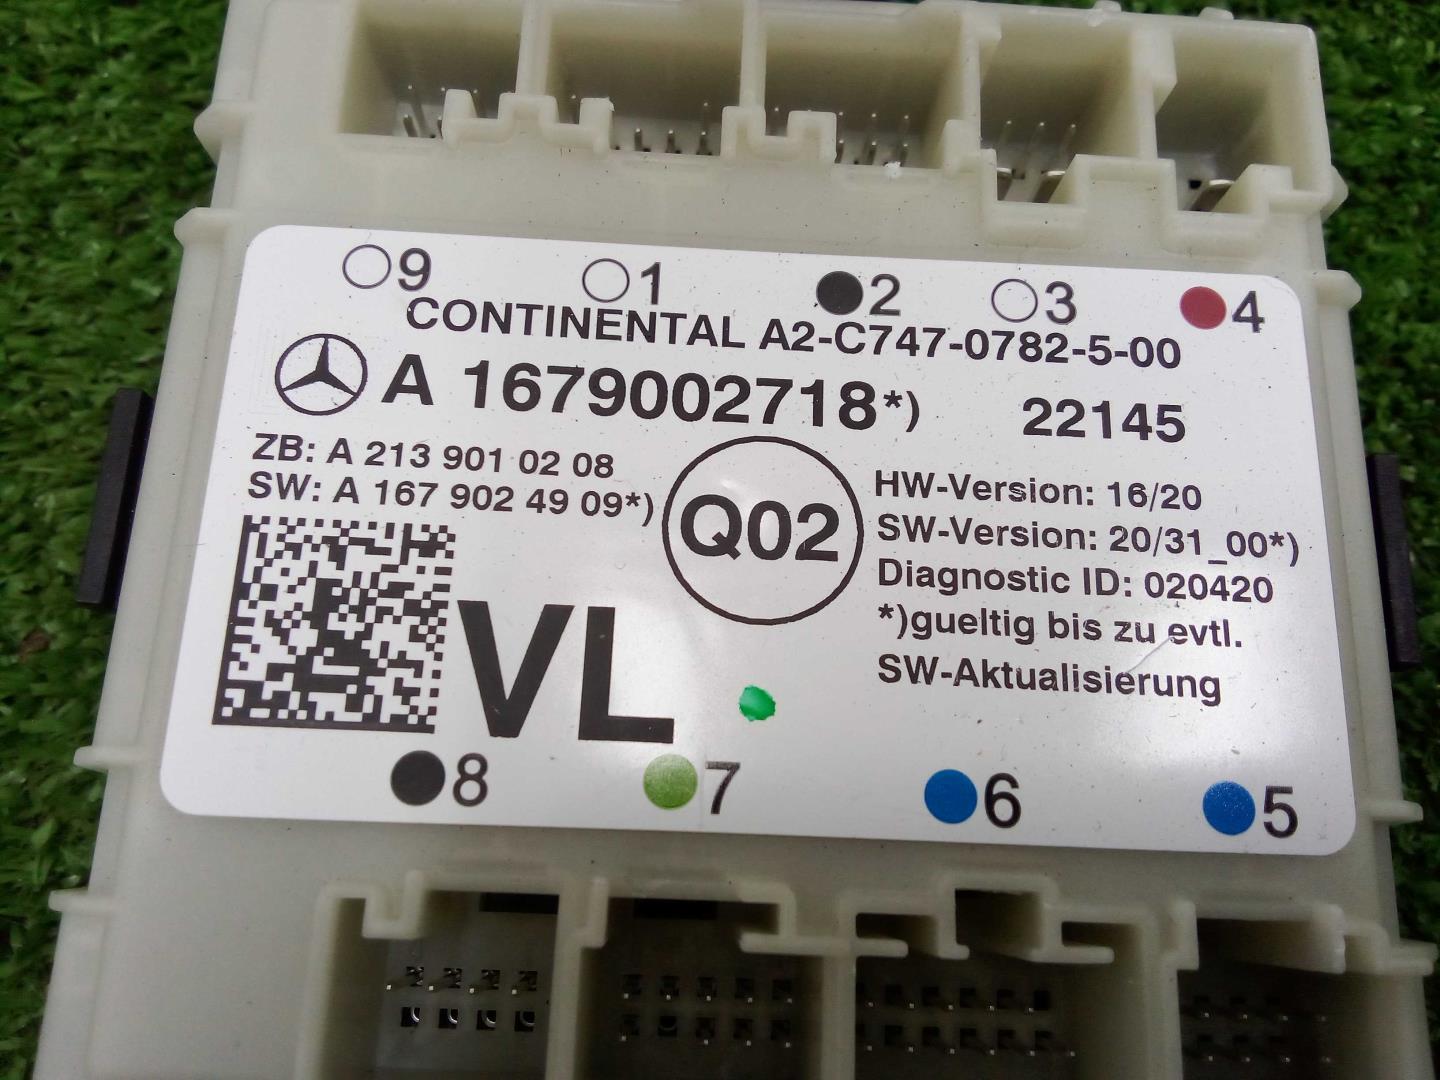 9 1 2 3 4
CONTINENTAL A2-C747-0782-5-00
A 1679002718*) 22145
ZB: A 213 901 02 08
SW: A 167 902 49 09*)
Q02
HW-Version: 16/20
SW-Version: 20/31_00*)
Diagnostic ID: 020420
*)gueltig bis zu evtl.
SW-Aktualisierung
VL
8 7 6 5